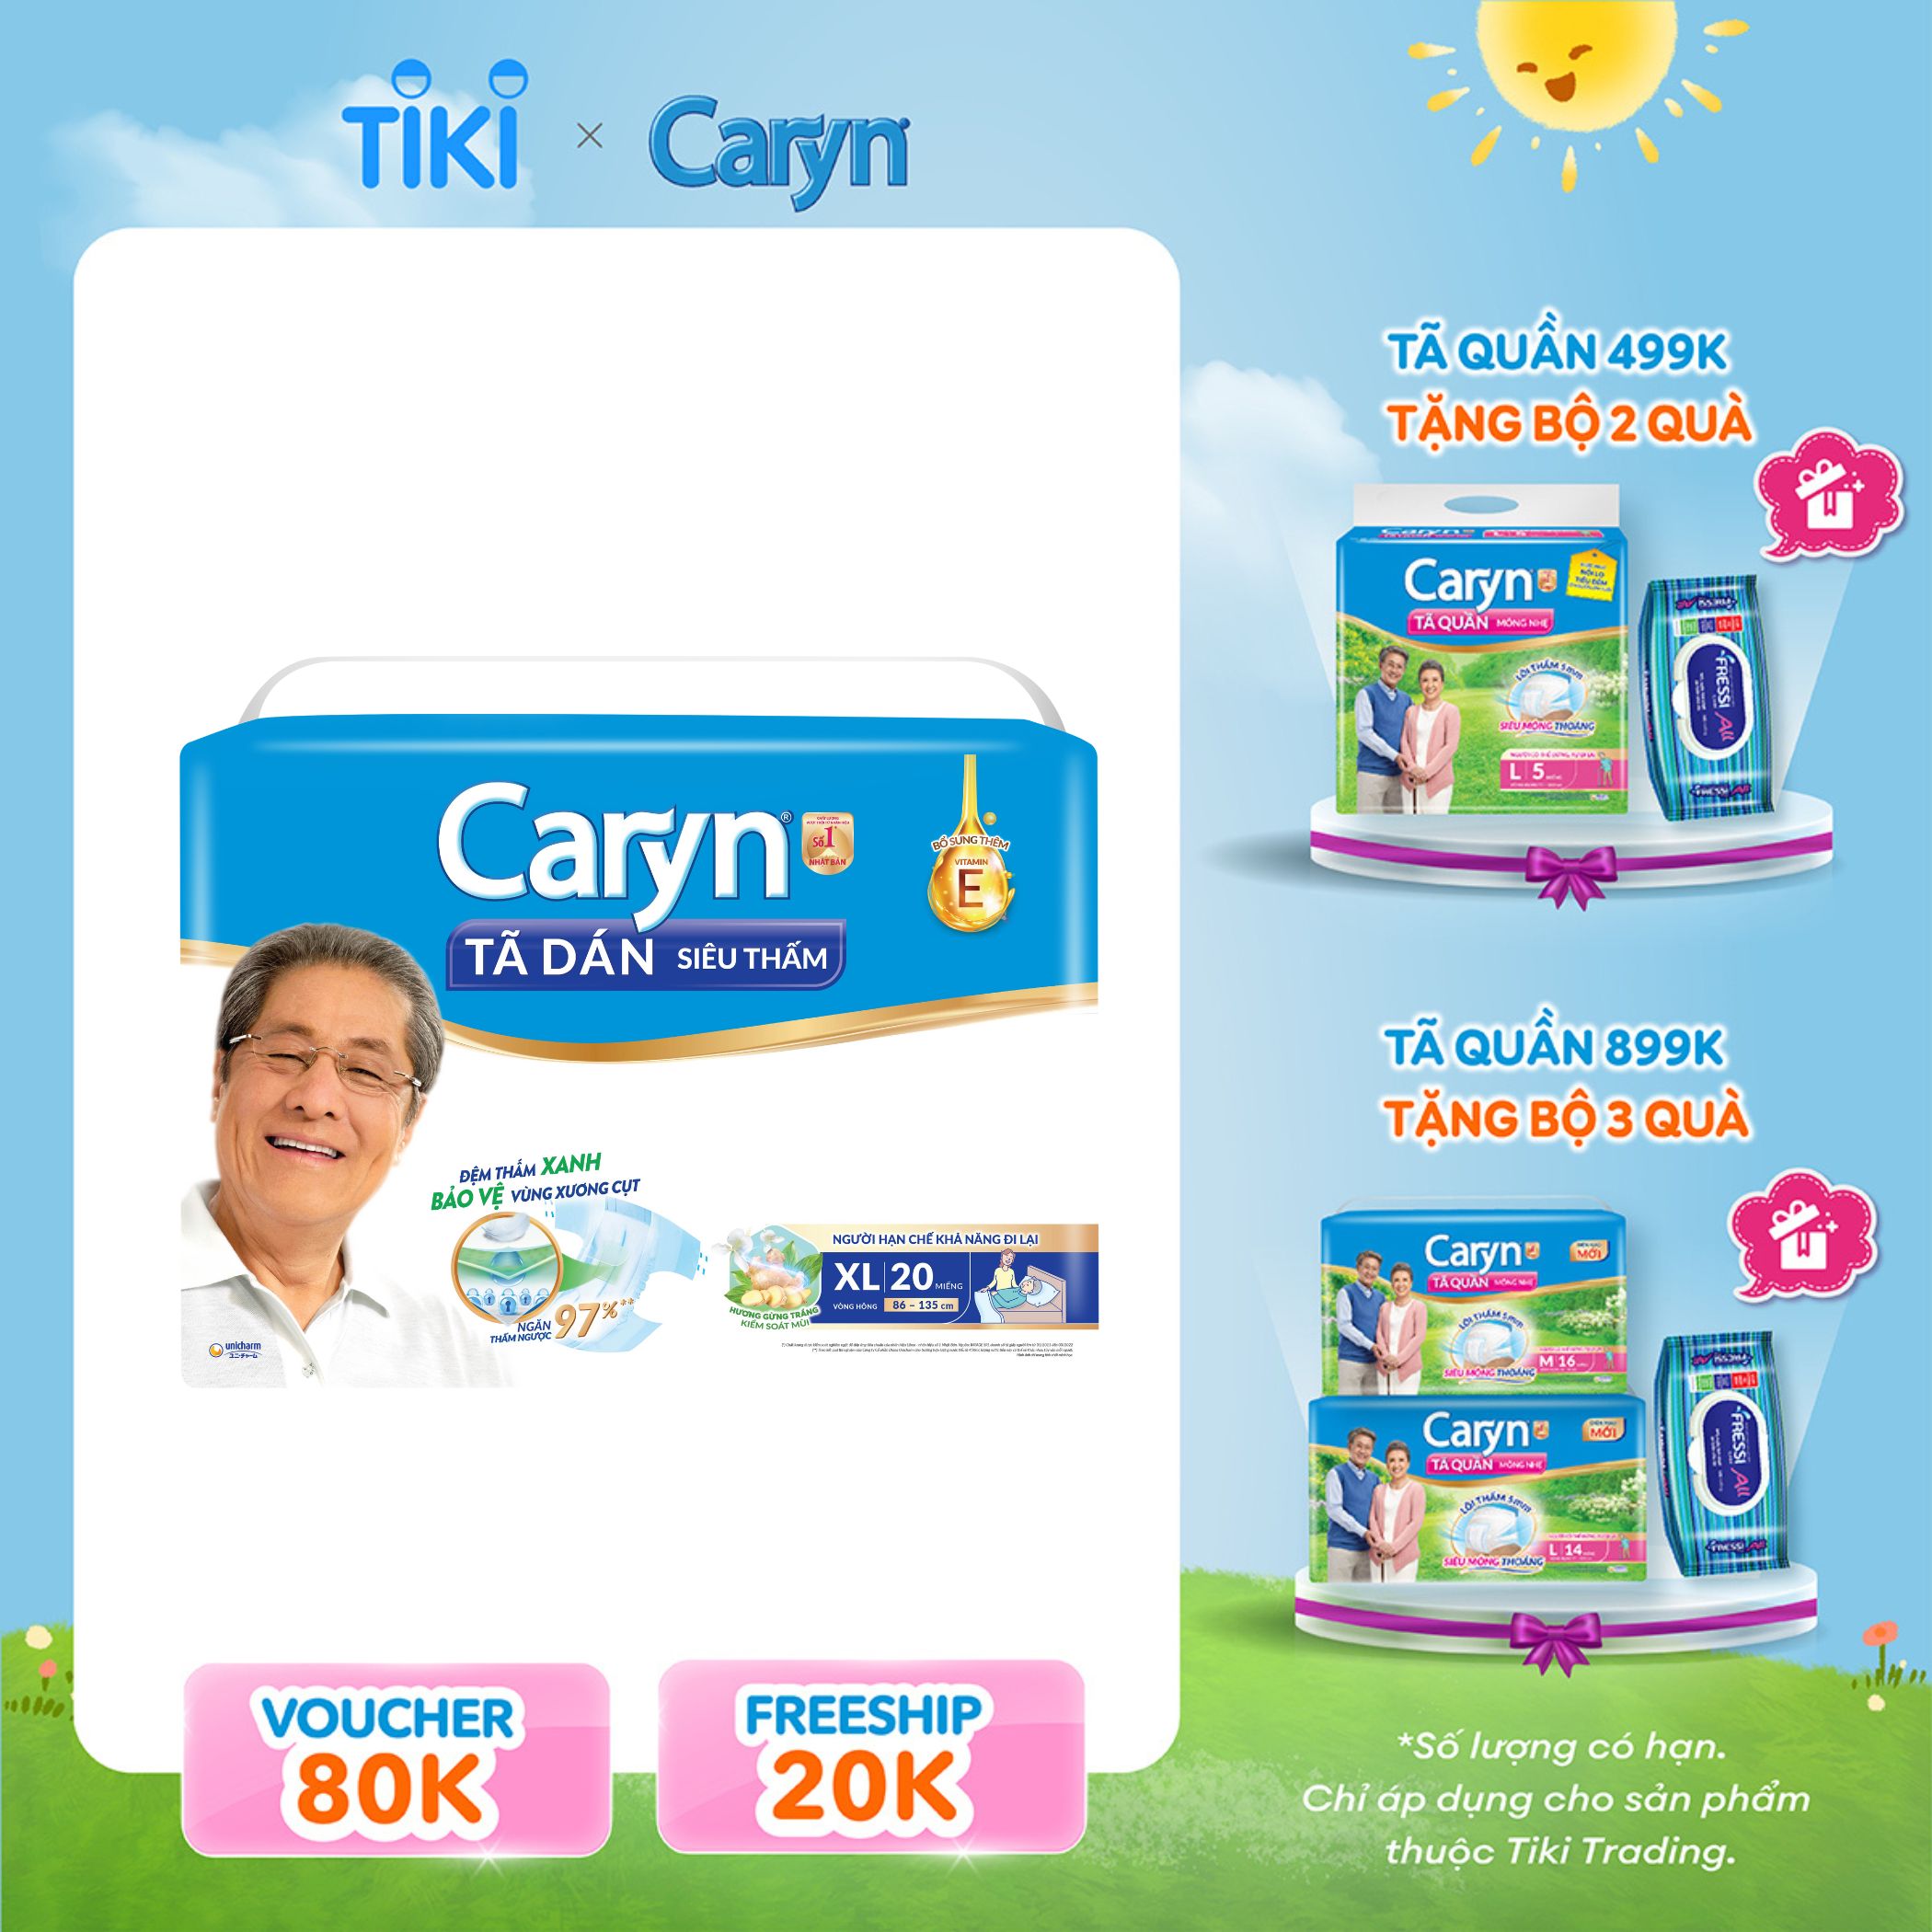 TiKi × Caryn
Caryn®
Số 1
NHẬT BẢN
BỔ SUNG THÊM
VITAMIN
E
TÃ DÁN SIÊU THẤM
ĐỆM THẤM XANH
BẢO VỆ VÙNG XƯƠNG CỤT
NGĂN
THẤM NGƯỢC 97%**
HƯƠNG GỪNG TRẮNG
KIỂM SOÁT MÙI
NGƯỜI HẠN CHẾ KHẢ NĂNG ĐI LẠI
XL 20 MIẾNG
VÒNG HÔNG 86 – 135 cm
unicharm
ユニ・チャーム
VOUCHER
80K
FREESHIP
20K
TÃ QUẦN 499K
TẶNG BỘ 2 QUÀ
Caryn
TÃ QUẦN MỎNG NHẸ
LÕI THẤM 5mm
SIÊU MỎNG THOÁNG
L 5
FRESSI All
TÃ QUẦN 899K
TẶNG BỘ 3 QUÀ
Caryn
MỚI
TÃ QUẦN MỎNG NHẸ
LÕI THẤM 5mm
SIÊU MỎNG THOÁNG
M 16
Caryn
MỚI
TÃ QUẦN MỎNG NHẸ
LÕI THẤM 5mm
SIÊU MỎNG THOÁNG
L 14
FRESSI All
*Số lượng có hạn.
Chỉ áp dụng cho sản phẩm
thuộc Tiki Trading.